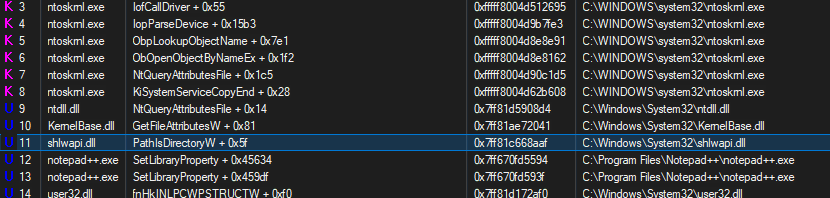 K 3 ntoskrnl.exe IofCallDriver + 0x55 0xfffff8004d512695 C:\WINDOWS\system32\ntoskrnl.exe
K 4 ntoskrnl.exe IopParseDevice + 0x15b3 0xfffff8004d9b7fe3 C:\WINDOWS\system32\ntoskrnl.exe
K 5 ntoskrnl.exe ObpLookupObjectName + 0x7e1 0xfffff8004d8e8e91 C:\WINDOWS\system32\ntoskrnl.exe
K 6 ntoskrnl.exe ObOpenObjectByNameEx + 0x1f2 0xfffff8004d8e8162 C:\WINDOWS\system32\ntoskrnl.exe
K 7 ntoskrnl.exe NtQueryAttributesFile + 0x1c5 0xfffff8004d90c1d5 C:\WINDOWS\system32\ntoskrnl.exe
K 8 ntoskrnl.exe KiSystemServiceCopyEnd + 0x28 0xfffff8004d62b608 C:\WINDOWS\system32\ntoskrnl.exe
U 9 ntdll.dll NtQueryAttributesFile + 0x14 0x7ff81d5908d4 C:\Windows\System32\ntdll.dll
U 10 KernelBase.dll GetFileAttributesW + 0x81 0x7ff81ae72041 C:\Windows\System32\KernelBase.dll
U 11 shlwapi.dll PathIsDirectoryW + 0x5f 0x7ff81c668aaf C:\Windows\System32\shlwapi.dll
U 12 notepad++.exe SetLibraryProperty + 0x45634 0x7ff670fd5594 C:\Program Files\Notepad++\notepad++.exe
U 13 notepad++.exe SetLibraryProperty + 0x459df 0x7ff670fd593f C:\Program Files\Notepad++\notepad++.exe
U 14 user32.dll fnHkINLPCWPSTRUCTW + 0xf0 0x7ff81d172af0 C:\Windows\System32\user32.dll